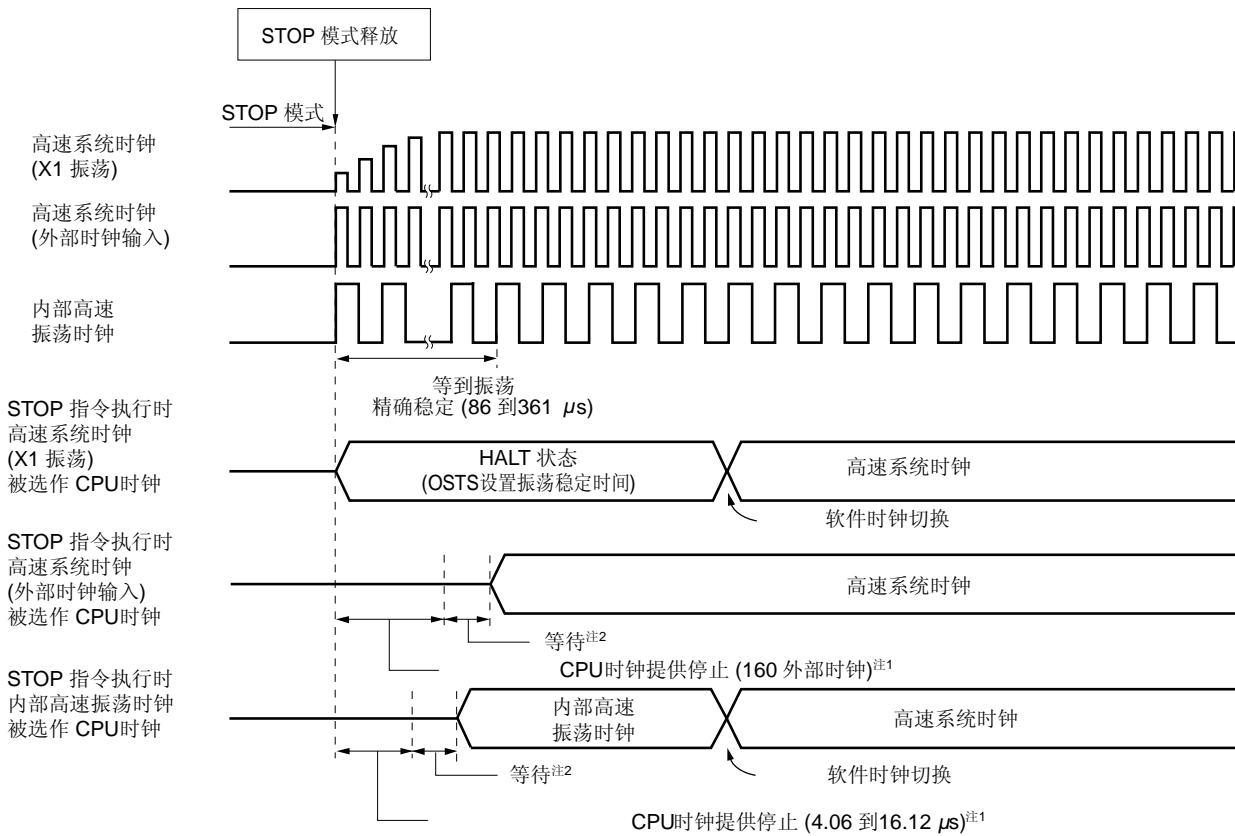 STOP 模式释放
STOP 模式
高速系统时钟
(X1 振荡)
高速系统时钟
(外部时钟输入)
内部高速
振荡时钟
等到振荡
精确稳定 (86 到361 μs)
STOP 指令执行时
高速系统时钟
(X1 振荡)
被选作 CPU时钟
HALT 状态
(OSTS设置振荡稳定时间)
高速系统时钟
软件时钟切换
STOP 指令执行时
高速系统时钟
(外部时钟输入)
被选作 CPU时钟
高速系统时钟
等待注2
CPU时钟提供停止 (160 外部时钟)注1
STOP 指令执行时
内部高速振荡时钟
被选作 CPU时钟
内部高速
振荡时钟
高速系统时钟
等待注2
软件时钟切换
CPU时钟提供停止 (4.06 到16.12 μs)注1